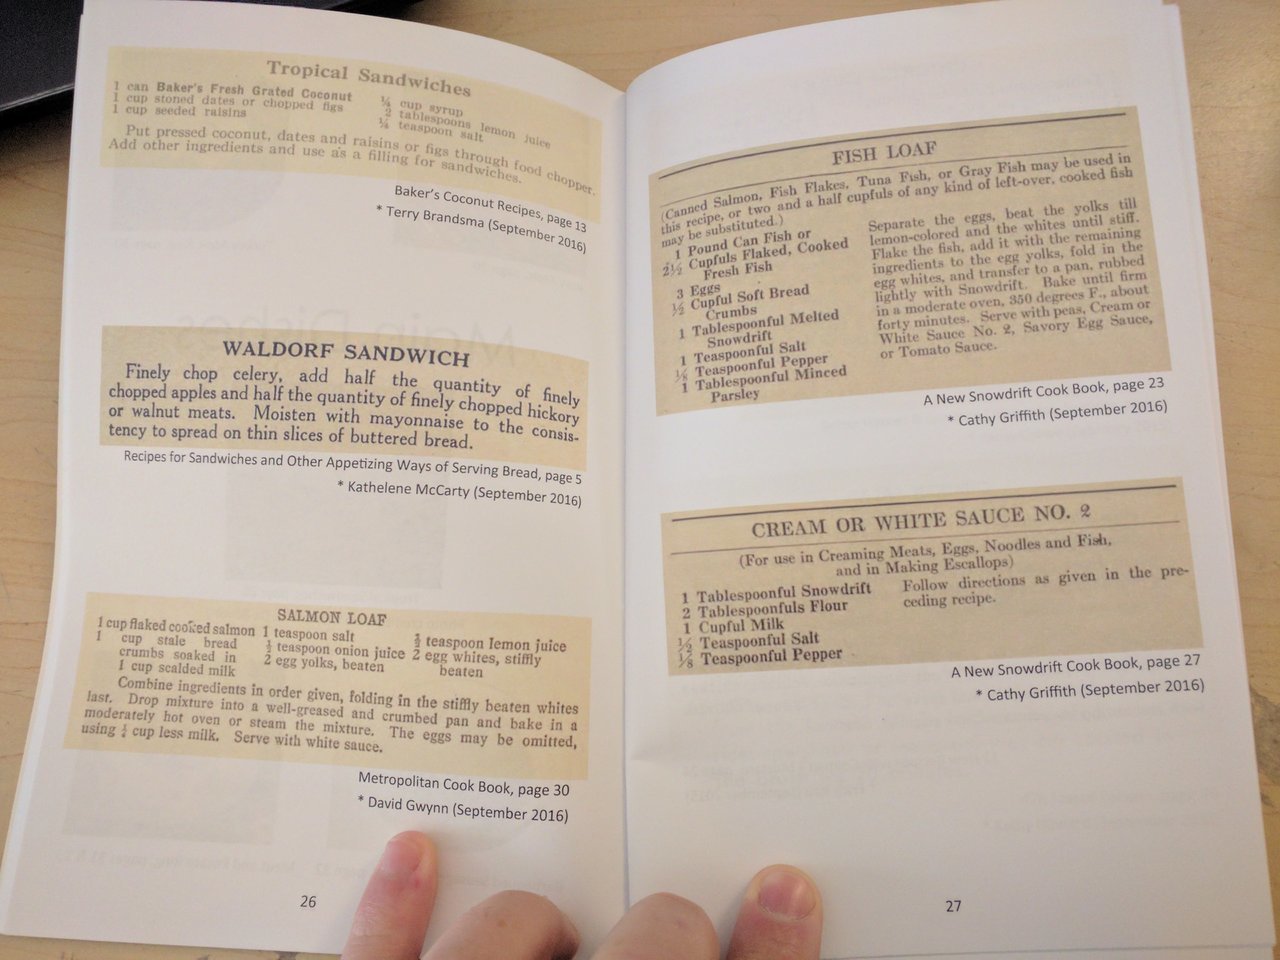 Tropical Sandwiches
1 can Baker's Fresh Grated Coconut
1 cup stoned dates or chopped figs
1 cup seeded raisins
¼ cup syrup
2 tablespoons lemon juice
¼ teaspoon salt
Put pressed coconut, dates and raisins or figs through food chopper.
Add other ingredients and use as a filling for sandwiches.
Baker's Coconut Recipes, page 13
* Terry Brandsma (September 2016)
WALDORF SANDWICH
Finely chop celery, add half the quantity of finely
chopped apples and half the quantity of finely chopped hickory
or walnut meats. Moisten with mayonnaise to the consis-
tency to spread on thin slices of buttered bread.
Recipes for Sandwiches and Other Appetizing Ways of Serving Bread, page 5
* Kathelene McCarty (September 2016)
SALMON LOAF
1 cup flaked cooked salmon
1 cup stale bread
crumbs soaked in
1 cup scalded milk
1 teaspoon salt
½ teaspoon onion juice
2 egg yolks, beaten
½ teaspoon lemon juice
2 egg whites, stiffly
beaten
Combine ingredients in order given, folding in the stiffly beaten whites
last. Drop mixture into a well-greased and crumbed pan and bake in a
moderately hot oven or steam the mixture. The eggs may be omitted,
using ¼ cup less milk. Serve with white sauce.
Metropolitan Cook Book, page 30
* David Gwynn (September 2016)
26
FISH LOAF
(Canned Salmon, Fish Flakes, Tuna Fish, or Gray Fish may be used in
this recipe, or two and a half cupfuls of any kind of left-over, cooked fish
may be substituted.)
1 Pound Can Fish or
2½ Cupfuls Flaked, Cooked
Fresh Fish
3 Eggs
½ Cupful Soft Bread
Crumbs
1 Tablespoonful Melted
Snowdrift
1 Teaspoonful Salt
⅛ Teaspoonful Pepper
1 Tablespoonful Minced
Parsley
Separate the eggs, beat the yolks till
lemon-colored and the whites until stiff.
Flake the fish, add it with the remaining
ingredients to the egg yolks, fold in the
egg whites, and transfer to a pan, rubbed
lightly with Snowdrift. Bake until firm
in a moderate oven, 350 degrees F., about
forty minutes. Serve with peas, Cream or
White Sauce No. 2, Savory Egg Sauce,
or Tomato Sauce.
A New Snowdrift Cook Book, page 23
* Cathy Griffith (September 2016)
CREAM OR WHITE SAUCE NO. 2
(For use in Creaming Meats, Eggs, Noodles and Fish,
and in Making Escallops)
1 Tablespoonful Snowdrift
2 Tablespoonfuls Flour
1 Cupful Milk
½ Teaspoonful Salt
⅛ Teaspoonful Pepper
Follow directions as given in the pre-
ceding recipe.
A New Snowdrift Cook Book, page 27
* Cathy Griffith (September 2016)
27